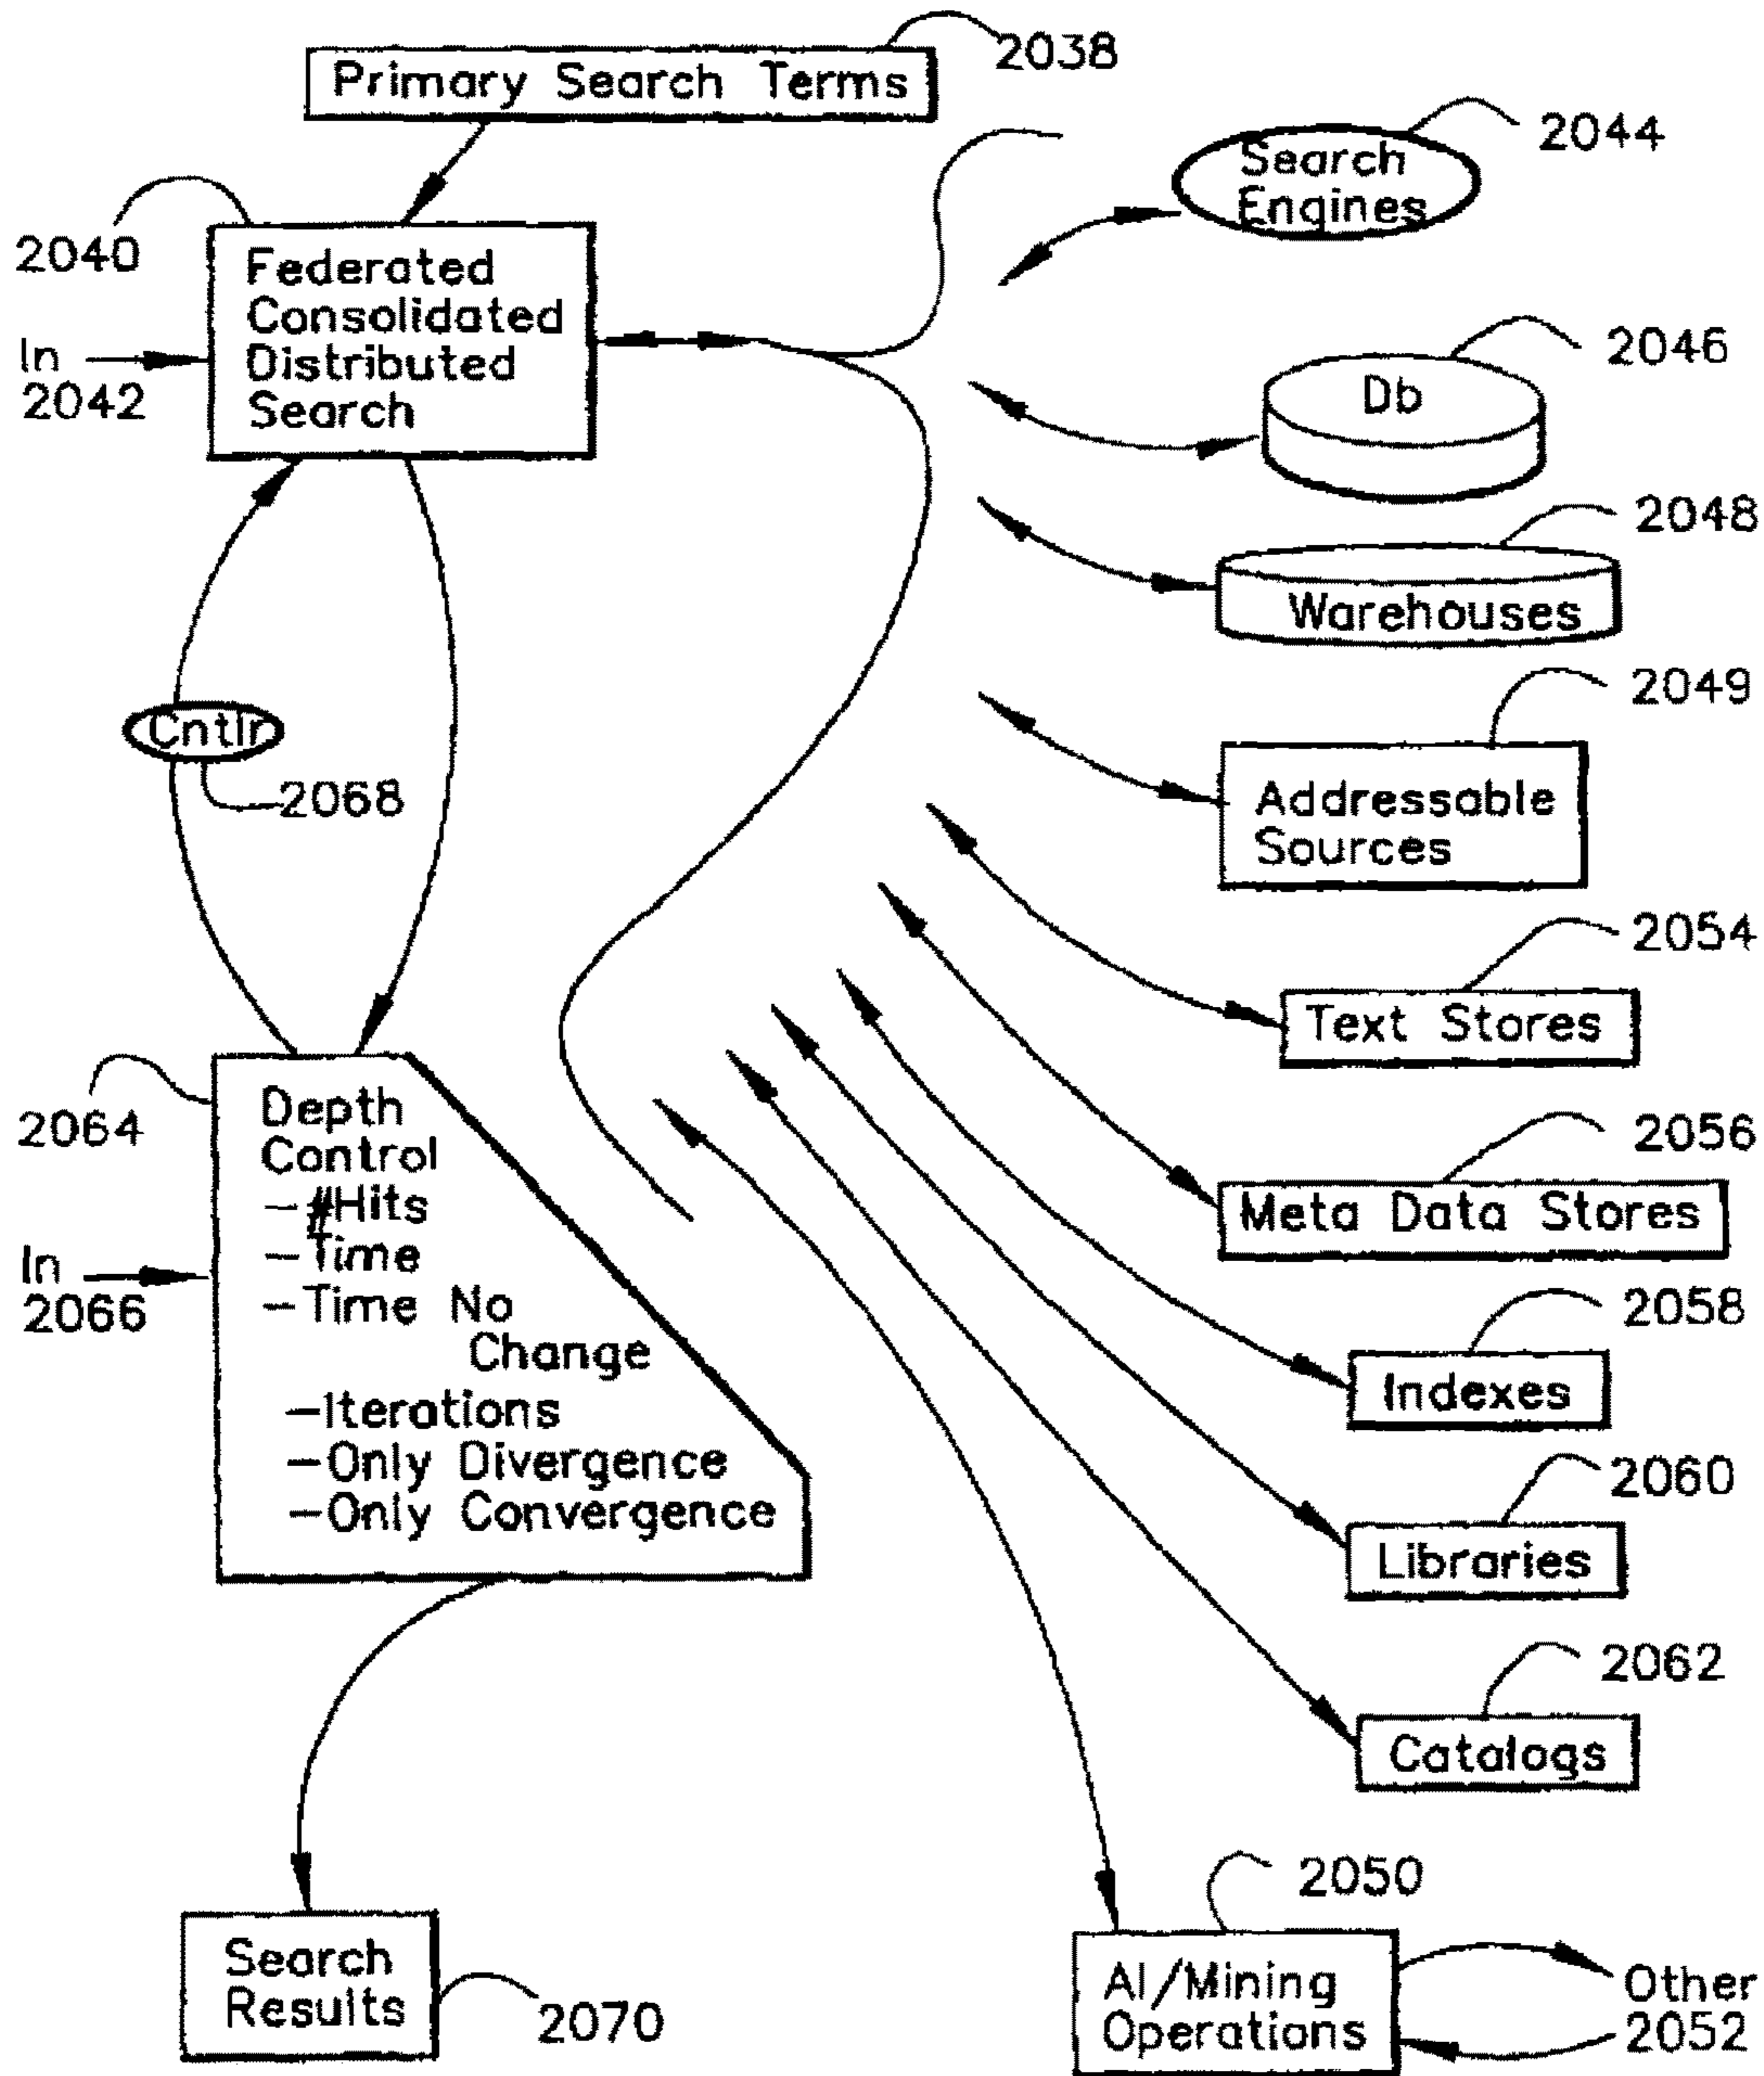 Primary Search Terms
2038
2044
Search
Engines
2040
Federated
Consolidated
Distributed
Search
In
2042
2046
Db
2048
Warehouses
2049
Addressable
Sources
Cntlr
2068
2054
Text Stores
2064
Depth
Control
-#Hits
-Time
-Time No
Change
-Iterations
-Only Divergence
-Only Convergence
In
2066
2056
Meta Data Stores
2058
Indexes
2060
Libraries
2062
Catalogs
2050
AI/Mining
Operations
Other
2052
Search
Results
2070